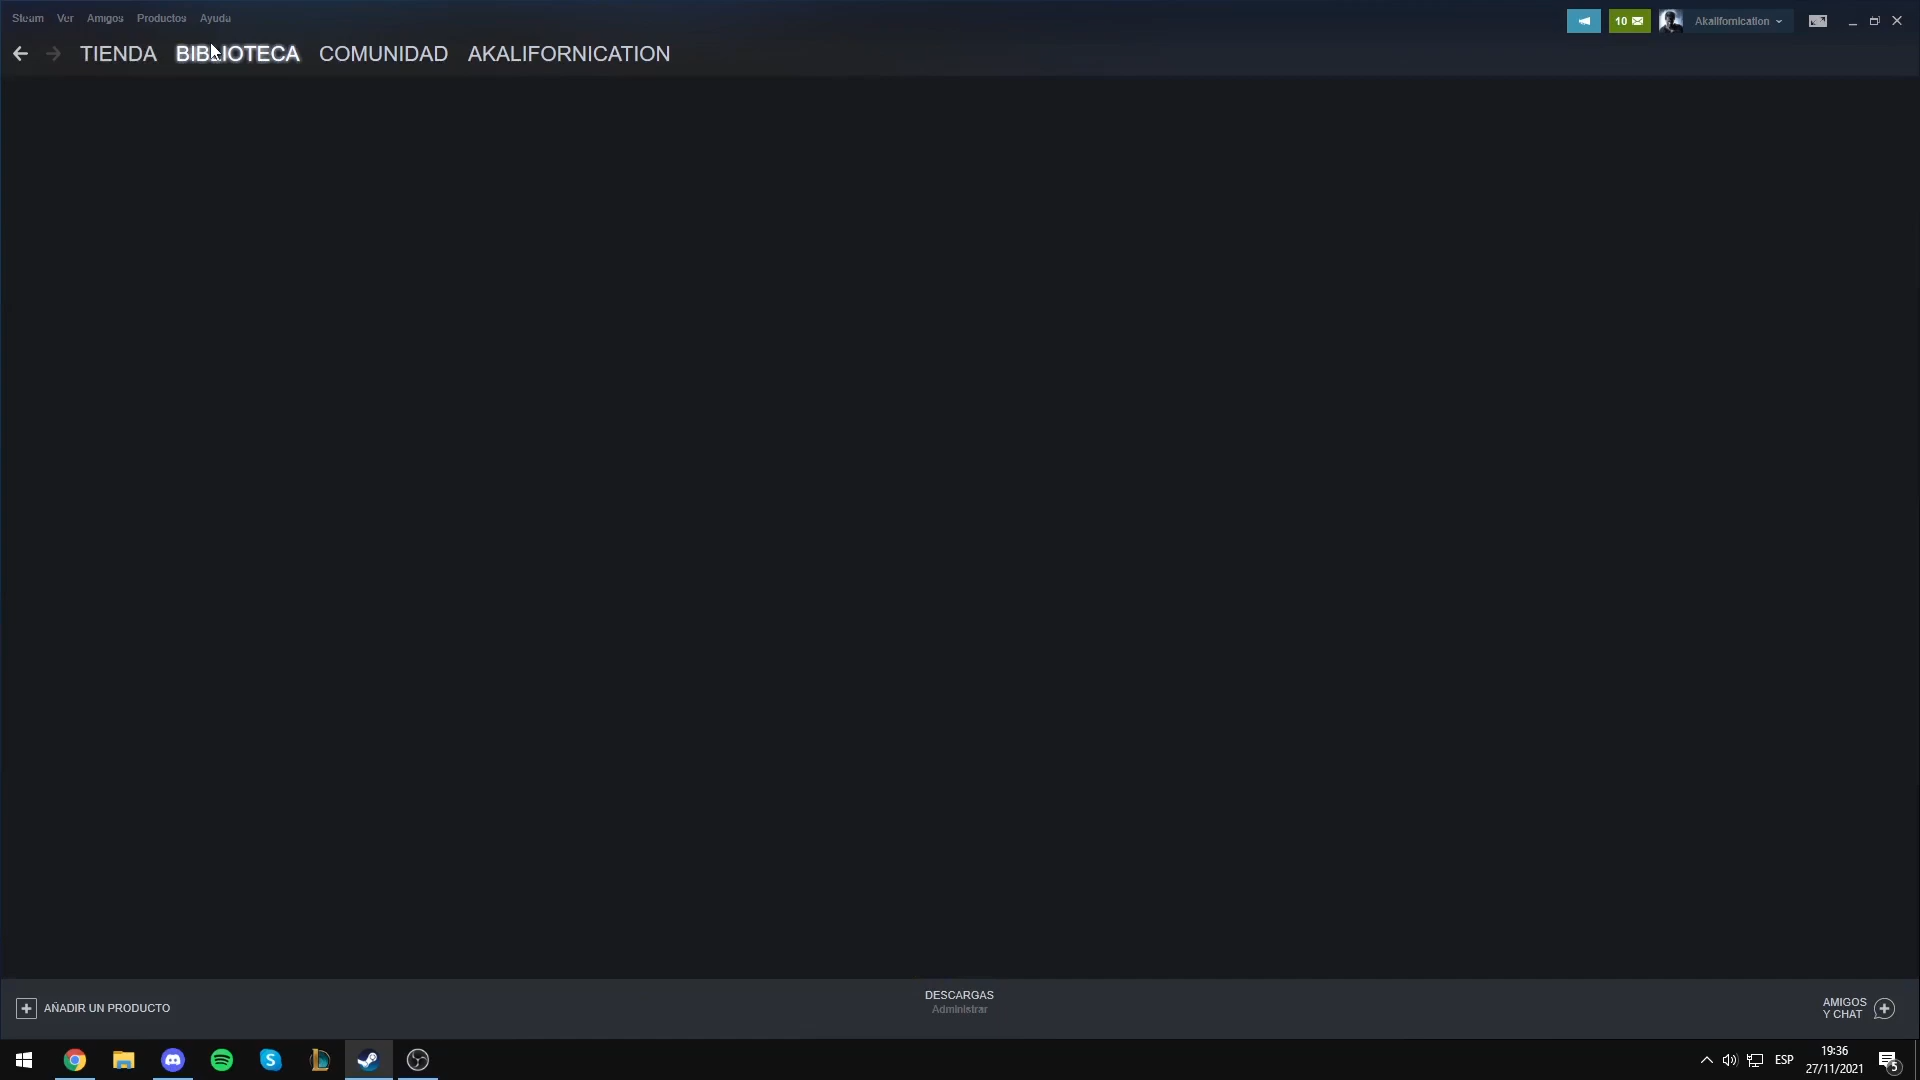 Steam Ver Amigos Productos Ayuda
10
Akalifornication
TIENDA BIBLIOTECA COMUNIDAD AKALIFORNICATION
AÑADIR UN PRODUCTO
DESCARGAS
Administrar
AMIGOS
Y CHAT
ESP
19:36
27/11/2021
5